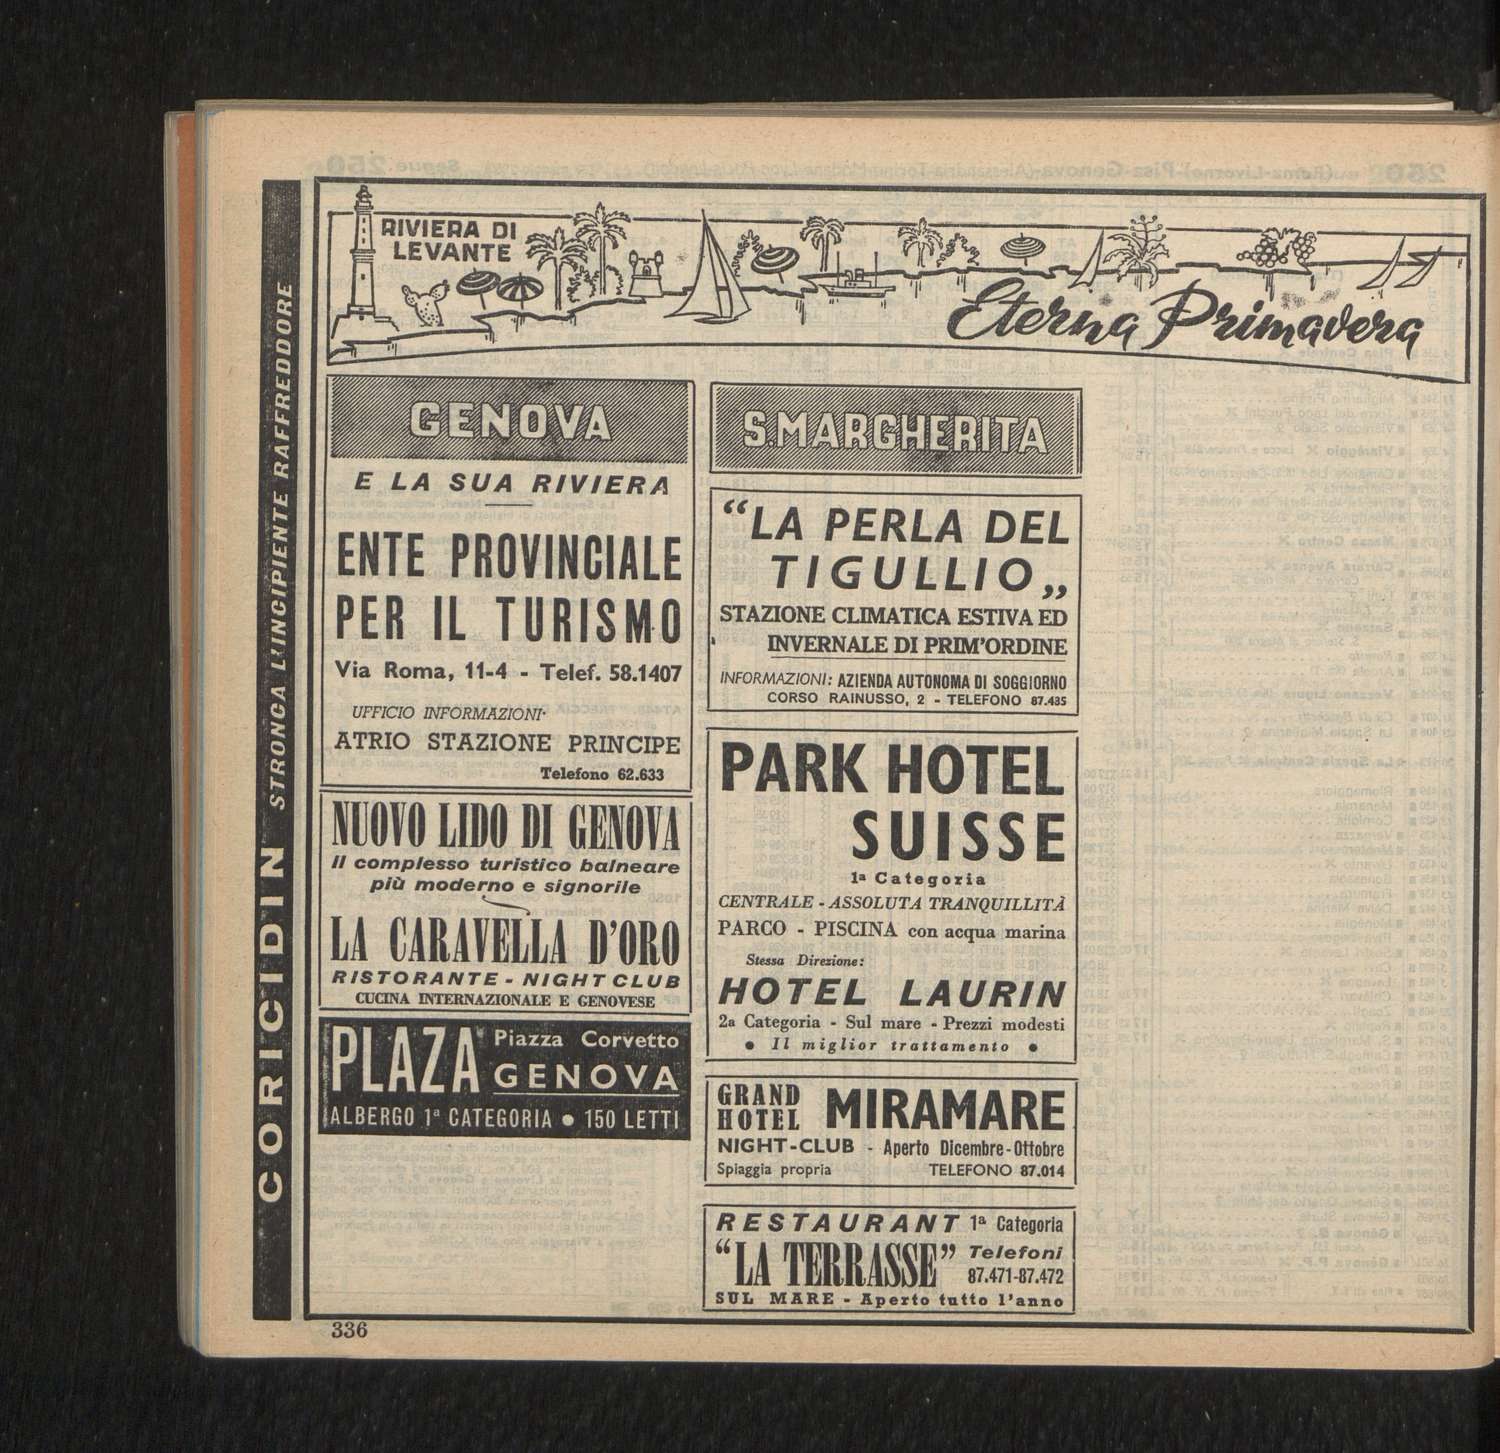 CORICIDIN STRONCA L'INCIPIENTE RAFFREDDORE
RIVIERA DI
LEVANTE
Eterna Primavera
GENOVA
E LA SUA RIVIERA
ENTE PROVINCIALE
PER IL TURISMO
Via Roma, 11-4 - Telef. 58.1407
UFFICIO INFORMAZIONI·
ATRIO STAZIONE PRINCIPE
Telefono 62.633
NUOVO LIDO DI GENOVA
Il complesso turistico balneare
più moderno e signorile
LA CARAVELLA D'ORO
RISTORANTE - NIGHT CLUB
CUCINA INTERNAZIONALE E GENOVESE
PLAZA Piazza Corvetto
GENOVA
ALBERGO 1ª CATEGORIA • 150 LETTI
S.MARGHERITA
“LA PERLA DEL
TIGULLIO„
STAZIONE CLIMATICA ESTIVA ED
INVERNALE DI PRIM'ORDINE
INFORMAZIONI: AZIENDA AUTONOMA DI SOGGIORNO
CORSO RAINUSSO, 2 - TELEFONO 87.435
PARK HOTEL
SUISSE
1ª Categoria
CENTRALE - ASSOLUTA TRANQUILLITÀ
PARCO - PISCINA con acqua marina
Stessa Direzione:
HOTEL LAURIN
2a Categoria - Sul mare - Prezzi modesti
• Il miglior trattamento •
GRAND HOTEL MIRAMARE
NIGHT-CLUB - Aperto Dicembre-Ottobre
Spiaggia propria TELEFONO 87.014
RESTAURANT 1ª Categoria
“LA TERRASSE” Telefoni
87.471-87.472
SUL MARE - Aperto tutto l'anno
336